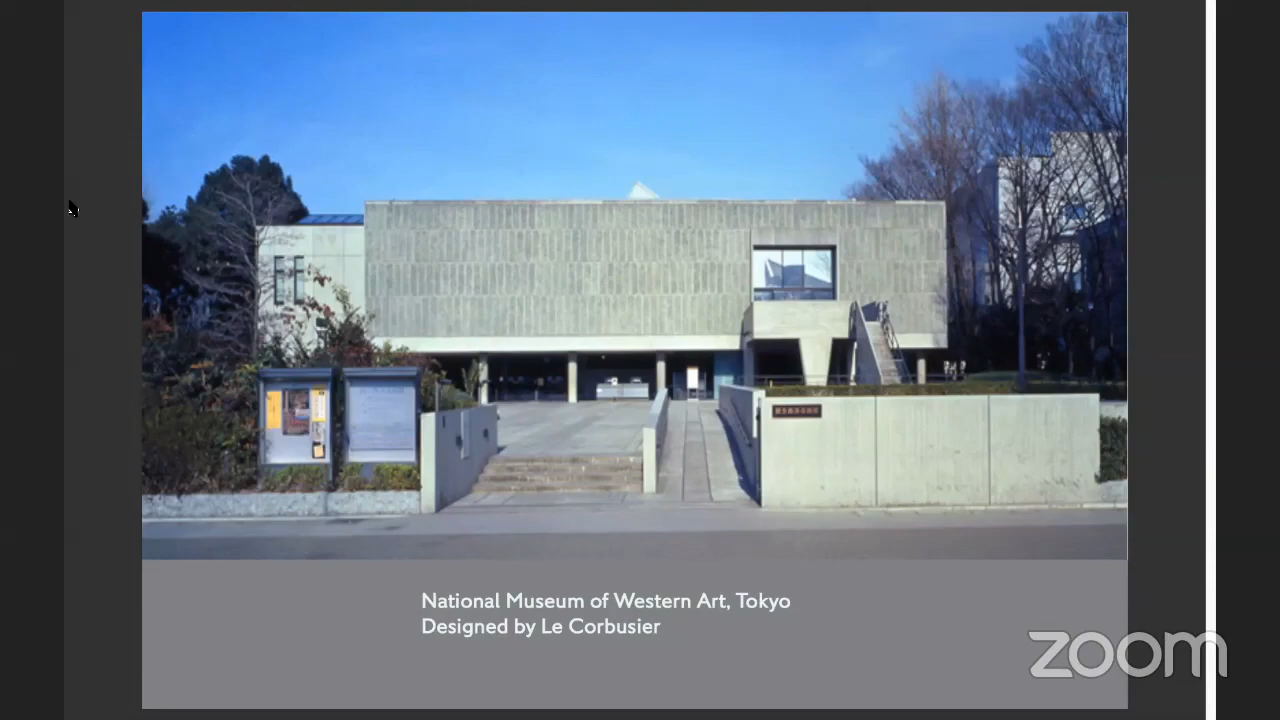 National Museum of Western Art, Tokyo
Designed by Le Corbusier
zoom